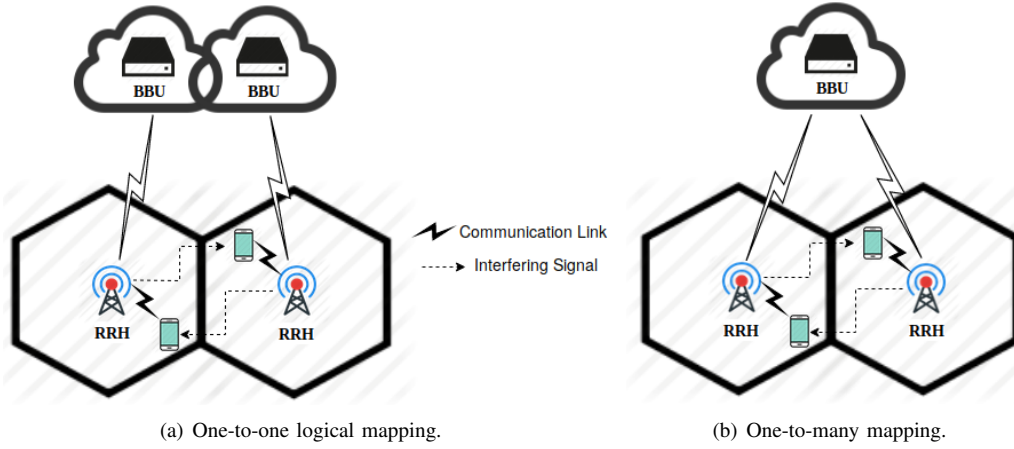 BBU
BBU
BBU
Communication Link
Interfering Signal
RRH
RRH
RRH
RRH
(a) One-to-one logical mapping.
(b) One-to-many mapping.